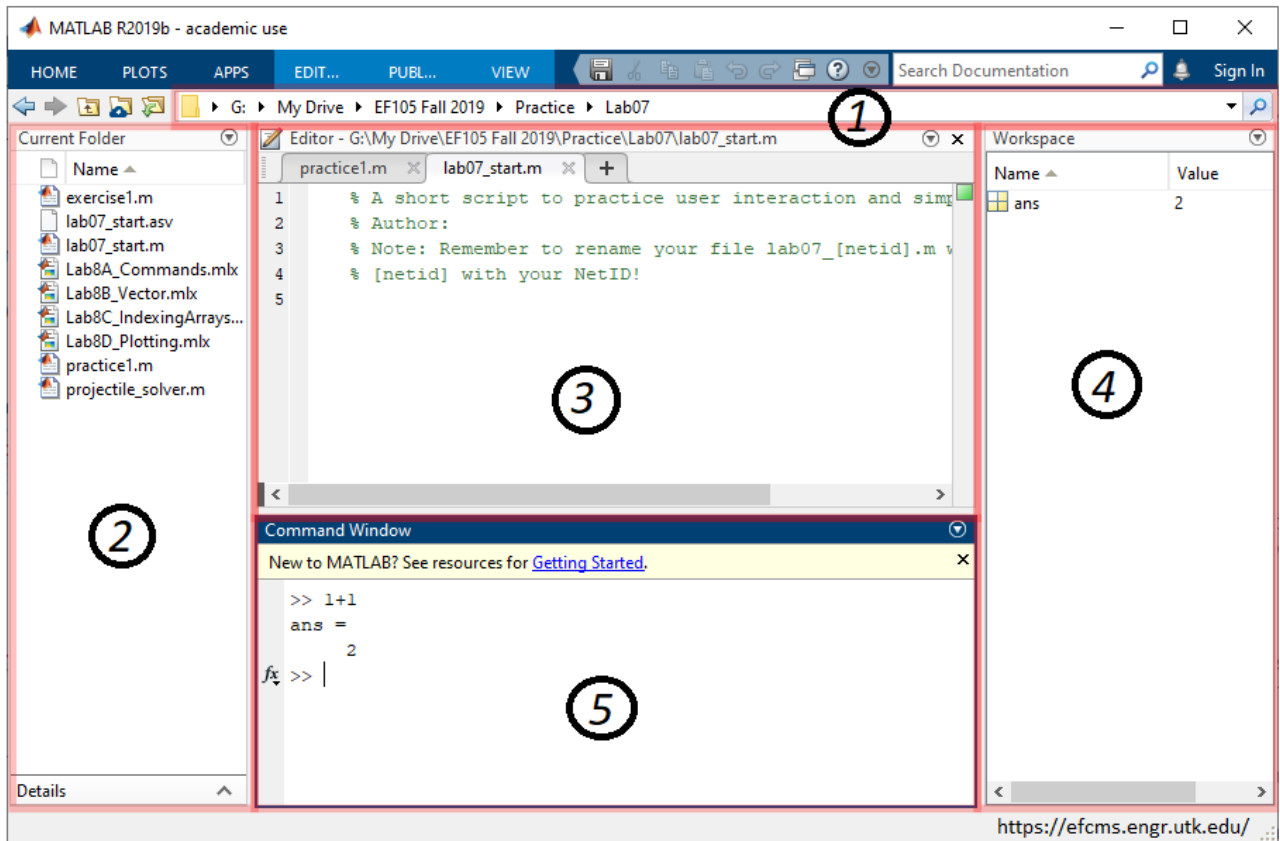 MATLAB R2019b - academic use
HOME PLOTS APPS EDIT... PUBL... VIEW Search Documentation Sign In
G: My Drive EF105 Fall 2019 Practice Lab07
1
Current Folder
Name
exercise1.m
lab07_start.asv
lab07_start.m
Lab8A_Commands.mlx
Lab8B_Vector.mlx
Lab8C_IndexingArrays...
Lab8D_Plotting.mlx
practice1.m
projectile_solver.m
2
Details
Editor - G:\My Drive\EF105 Fall 2019\Practice\Lab07\lab07_start.m
practice1.m lab07_start.m
1 % A short script to practice user interaction and simp
2 % Author:
3 % Note: Remember to rename your file lab07_[netid].m w
4 % [netid] with your NetID!
5
3
Command Window
New to MATLAB? See resources for Getting Started.
>> 1+1
ans =
2
fx >>
5
Workspace
Name Value
ans 2
4
https://efcms.engr.utk.edu/